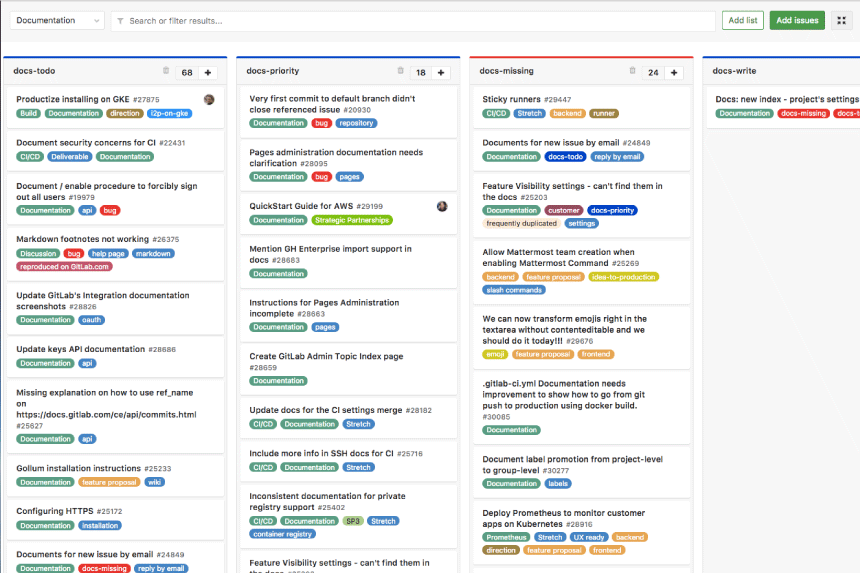 Documentation
Search or filter results...
Add list
Add issues
docs-todo 68 +
Productize installing on GKE #27875
Build Documentation direction l2p-on-gke
Document security concerns for CI #22431
CI/CD Deliverable Documentation
Document / enable procedure to forcibly sign
out all users #19979
Documentation api bug
Markdown footnotes not working #26375
Discussion bug help page markdown
reproduced on GitLab.com
Update GitLab's Integration documentation
screenshots #28826
Documentation oauth
Update keys API documentation #28686
Documentation api
Missing explanation on how to use ref_name
on
https://docs.gitlab.com/ce/api/commits.html
#25627
Documentation api
Gollum installation instructions #25233
Documentation feature proposal wiki
Configuring HTTPS #25172
Documentation installation
Documents for new issue by email #24849
Documentation docs-missing reply by email
docs-priority 18 +
Very first commit to default branch didn't
close referenced issue #20930
Documentation bug repository
Pages administration documentation needs
clarification #28095
Documentation bug pages
QuickStart Guide for AWS #29199
Documentation Strategic Partnerships
Mention GH Enterprise import support in
docs #28683
Documentation
Instructions for Pages Administration
incomplete #28663
Documentation pages
Create GitLab Admin Topic Index page
#28659
Documentation
Update docs for the CI settings merge #28182
CI/CD Documentation Stretch
Include more info in SSH docs for CI #25716
CI/CD Documentation Stretch
Inconsistent documentation for private
registry support #25402
CI/CD Documentation SP3 Stretch
container registry
Feature Visibility settings - can't find them in
docs-missing 24 +
Sticky runners #29447
CI/CD Stretch backend runner
Documents for new issue by email #24849
Documentation docs-todo reply by email
Feature Visibility settings - can't find them in
the docs #25203
Documentation customer docs-priority
frequently duplicated settings
Allow Mattermost team creation when
enabling Mattermost Command #25269
backend feature proposal idea-to-production
slash commands
We can now transform emojis right in the
textarea without contenteditable and we
should do it today!!! #29676
emoji feature proposal frontend
.gitlab-ci.yml Documentation needs
improvement to show how to go from git
push to production using docker build.
#30085
Documentation
Document label promotion from project-level
to group-level #30277
Documentation labels
Deploy Prometheus to monitor customer
apps on Kubernetes #28916
Prometheus Stretch UX ready backend
direction feature proposal frontend
docs-write
Docs: new index - project's settings
Documentation docs-missing docs-t